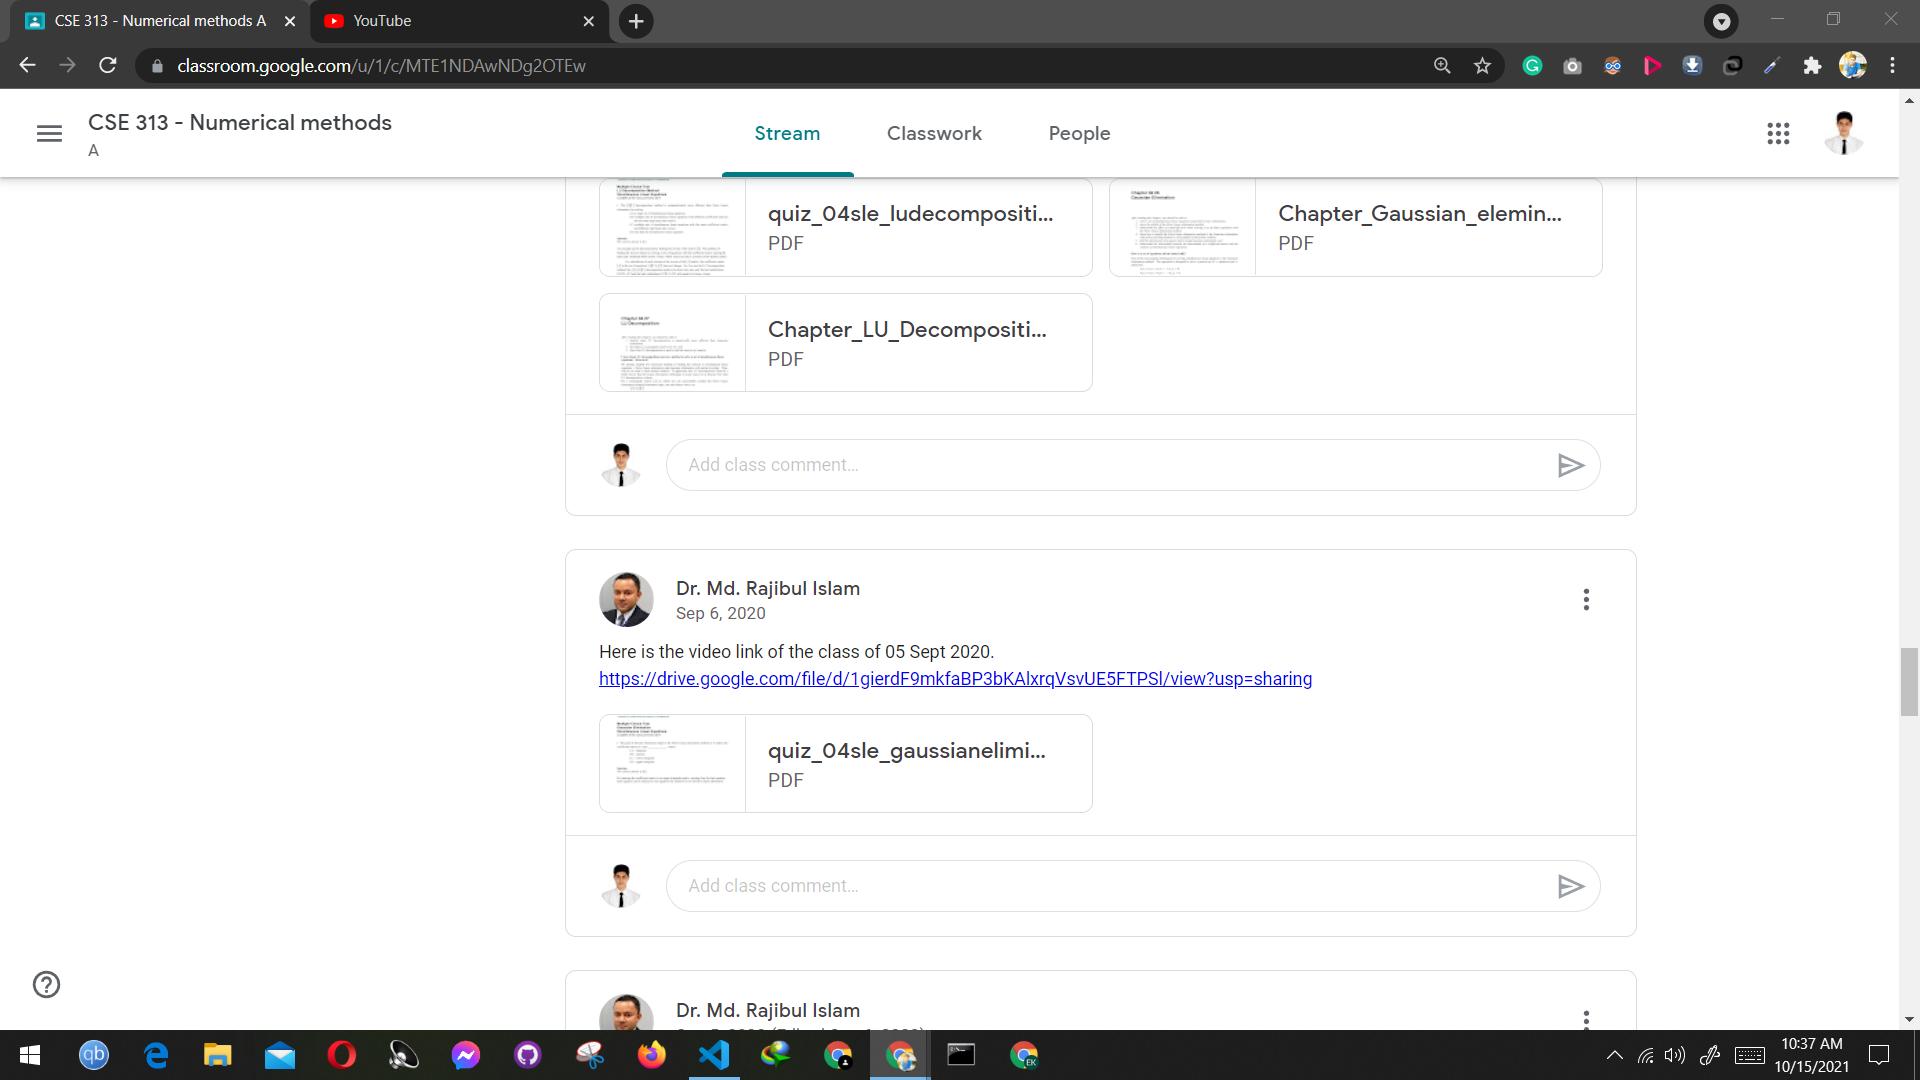 CSE 313 - Numerical methods A
YouTube
classroom.google.com/u/1/c/MTE1NDAwNDg2OTEw
CSE 313 - Numerical methods
A
Stream
Classwork
People
quiz_04sle_ludecompositi...
PDF
Chapter_Gaussian_elemin...
PDF
Chapter_LU_Decompositi...
PDF
Add class comment...
Dr. Md. Rajibul Islam
Sep 6, 2020
Here is the video link of the class of 05 Sept 2020.
https://drive.google.com/file/d/1gierdF9mkfaBP3bKAlxrqVsvUE5FTPSl/view?usp=sharing
quiz_04sle_gaussianelimi...
PDF
Add class comment...
Dr. Md. Rajibul Islam
qb
EK
10:37 AM
10/15/2021